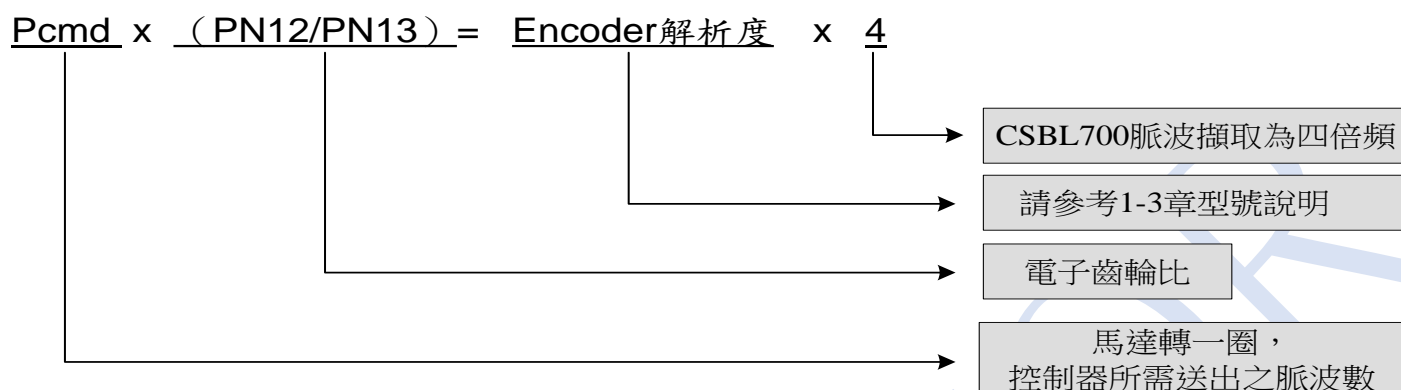 Pcmd x （PN12/PN13）= Encoder解析度 x 4
CSBL700脈波擷取為四倍頻
請參考1-3章型號說明
電子齒輪比
馬達轉一圈，
控制器所需送出之脈波數